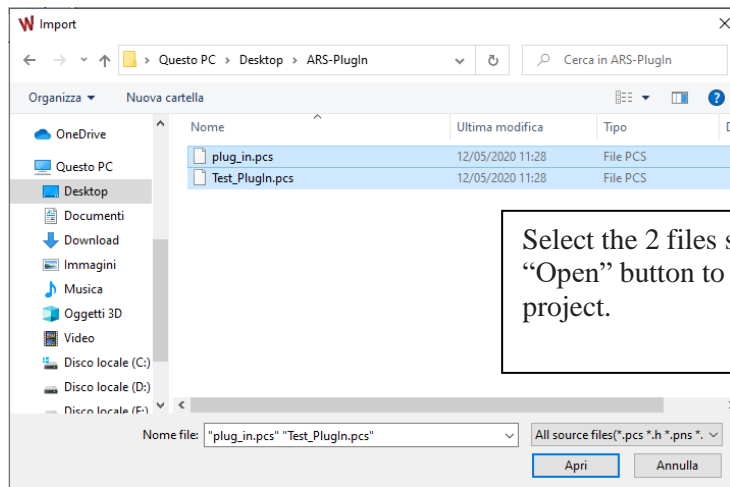 Import
Questo PC > Desktop > ARS-PlugIn
Cerca in ARS-PlugIn
Organizza
Nuova cartella
Nome
Ultima modifica
Tipo
OneDrive
Questo PC
Desktop
Documenti
Download
Immagini
Musica
Oggetti 3D
Video
Disco locale (C:)
Disco locale (D:)
Disco locale (E:)
plug_in.pcs 12/05/2020 11:28 File PCS
Test_PlugIn.pcs 12/05/2020 11:28 File PCS
Select the 2 files
“Open” button to
project.
Nome file: "plug_in.pcs" "Test_PlugIn.pcs"
All source files(*.pcs *.h *.pns *.
Apri
Annulla